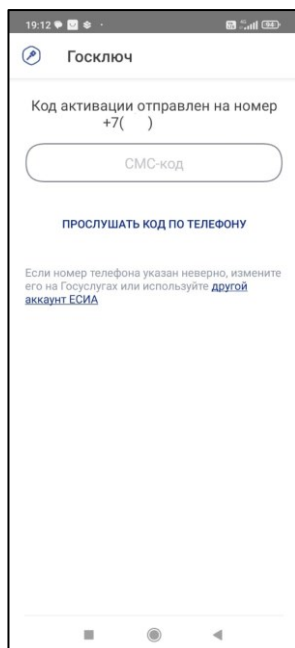 19:12
Госключ
Код активации отправлен на номер
+7( )
СМС-код
ПРОСЛУШАТЬ КОД ПО ТЕЛЕФОНУ
Если номер телефона указан неверно, измените
его на Госуслугах или используйте другой
аккаунт ЕСИА